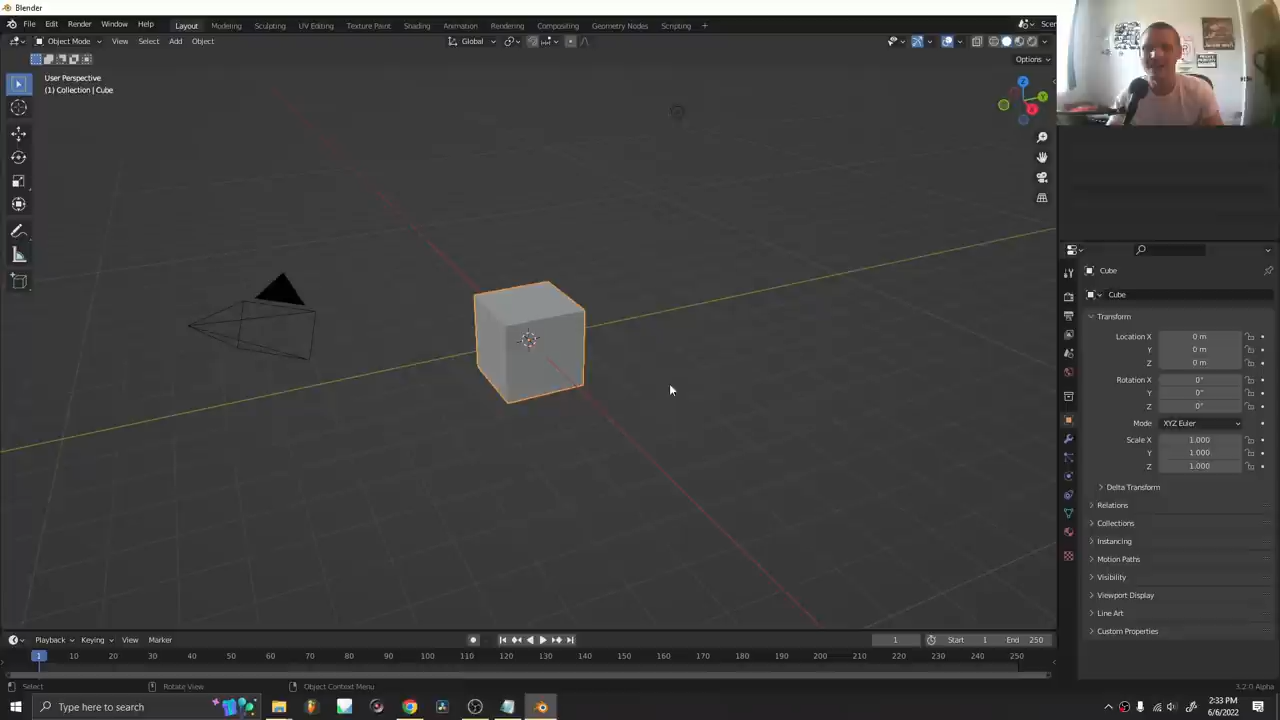 Blender
File Edit Render Window Help Layout Modeling Sculpting UV Editing Texture Paint Shading Animation Rendering Compositing Geometry Nodes Scripting + Scen
Object Mode View Select Add Object Global
Options
User Perspective
(1) Collection | Cube
Z
Y
X
Cube
Cube
Transform
Location X 0 m
Y 0 m
Z 0 m
Rotation X 0°
Y 0°
Z 0°
Mode XYZ Euler
Scale X 1.000
Y 1.000
Z 1.000
Delta Transform
Relations
Collections
Instancing
Motion Paths
Visibility
Viewport Display
Line Art
Custom Properties
Playback Keying View Marker 1 Start 1 End 250
1 10 20 30 40 50 60 70 80 90 100 110 120 130 140 150 160 170 180 190 200 210 220 230 240 250
Select Rotate View Object Context Menu 3.2.0 Alpha
Type here to search
2:33 PM
6/6/2022